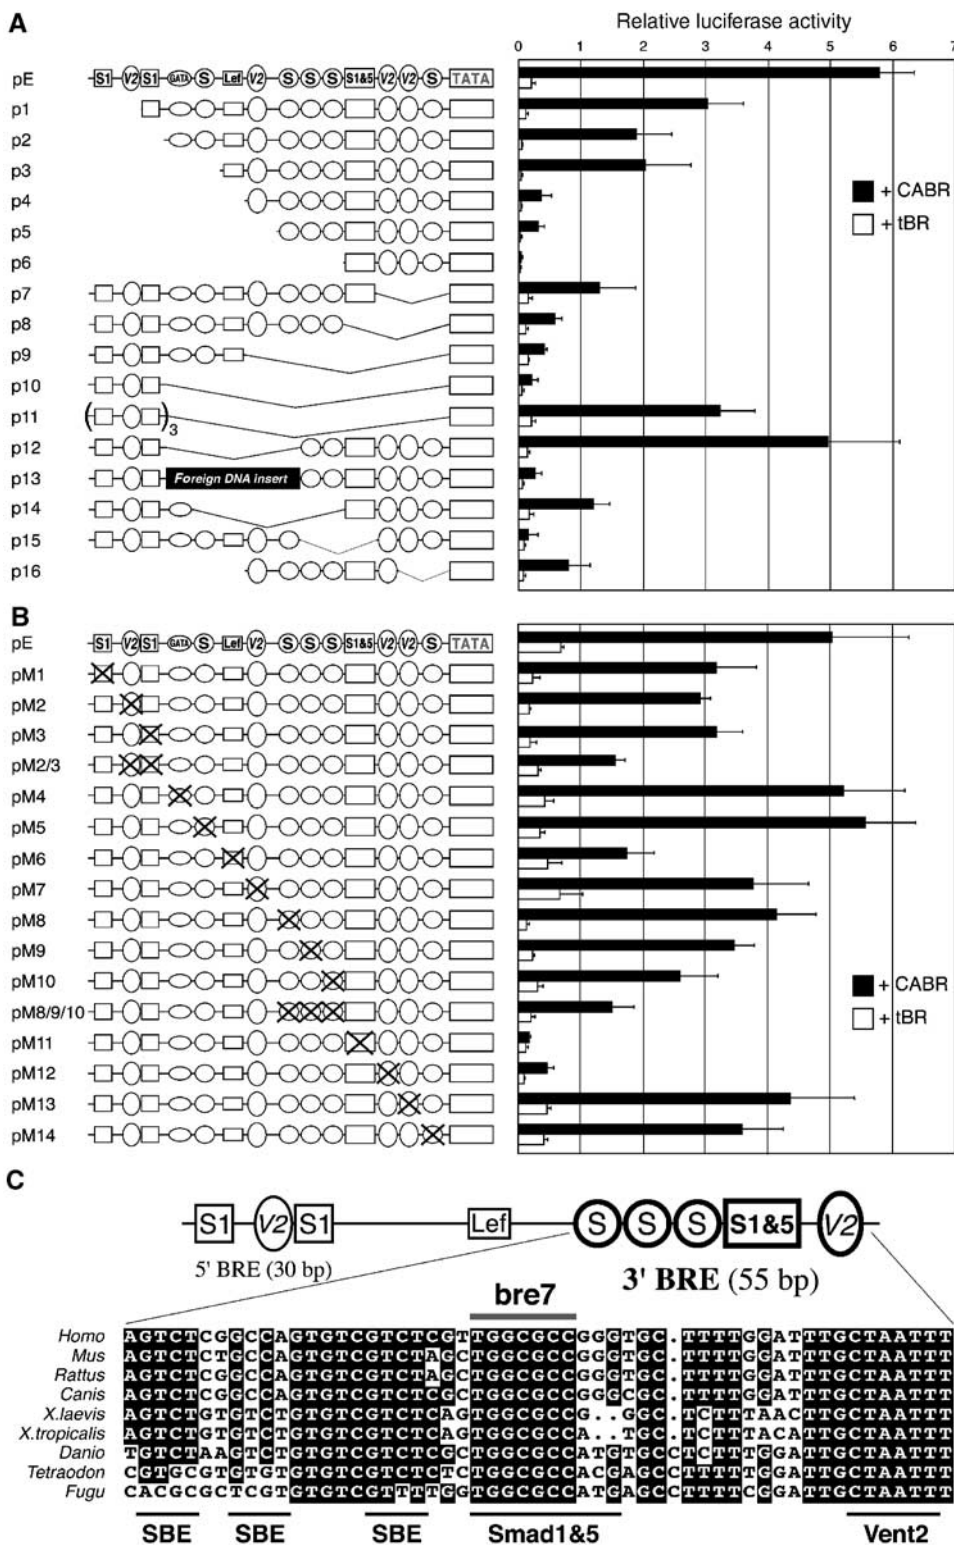 A
Relative luciferase activity
0 1 2 3 4 5 6 7
pE S1 V2 S1 GATA S Lef V2 S S S S1&5 V2 V2 S TATA
p1
p2
p3
p4
+ CABR
p5
+ tBR
p6
p7
p8
p9
p10
p11 ( )3
p12
p13 Foreign DNA insert
p14
p15
p16
B
pE S1 V2 S1 GATA S Lef V2 S S S S1&5 V2 V2 S TATA
pM1
pM2
pM3
pM2/3
pM4
pM5
pM6
pM7
pM8
pM9
pM10
+ CABR
pM8/9/10
+ tBR
pM11
pM12
pM13
pM14
C
S1 V2 S1 Lef S S S S1&5 V2
5' BRE (30 bp) 3' BRE (55 bp)
bre7
Homo AGTCTCGGCCAGTGTCGTCTCGTTGGCGCCGGGTGC.TTTTGGATTTGCTAATTT
Mus AGTCTCTGCCAGTGTCGTCTAGCTGGCGCCGGGTGC.TTTTGGATTTGCTAATTT
Rattus AGTCTCGGCCAGTGTCGTCTAGCTGGCGCCGGGTGC.TTTTGGATTTGCTAATTT
Canis AGTCTCGGCCAGTGTCGTCTCGCTGGCGCCGGGCGC.TTTTGGATTTGCTAATTT
X.laevis AGTCTGTGTCTGTGTCGTCTCAGTGGCGCCG..GGC.TCTTTAACTTGCTAATTT
X.tropicalis AGTCTGTGTCTGTGTCGTCTCAGTGGCGCCA..TGC.TCTTTACATTGCTAATTT
Danio TGTCTAAGTCTGTGTCGTCTCGCTGGCGCCATGTGCCTCTTTGGATTGCTAATTT
Tetraodon CGTGCGTGTGTGTGTCGTCTCTCTGGCGCCACGAGCCTTTTTGGATTGCTAATTT
Fugu CACGCGCTCGTGTGTCGTTTTGGTGGCGCCATGAGCCTTTTCGGATTGCTAATTT
SBE SBE SBE Smad1&5 Vent2